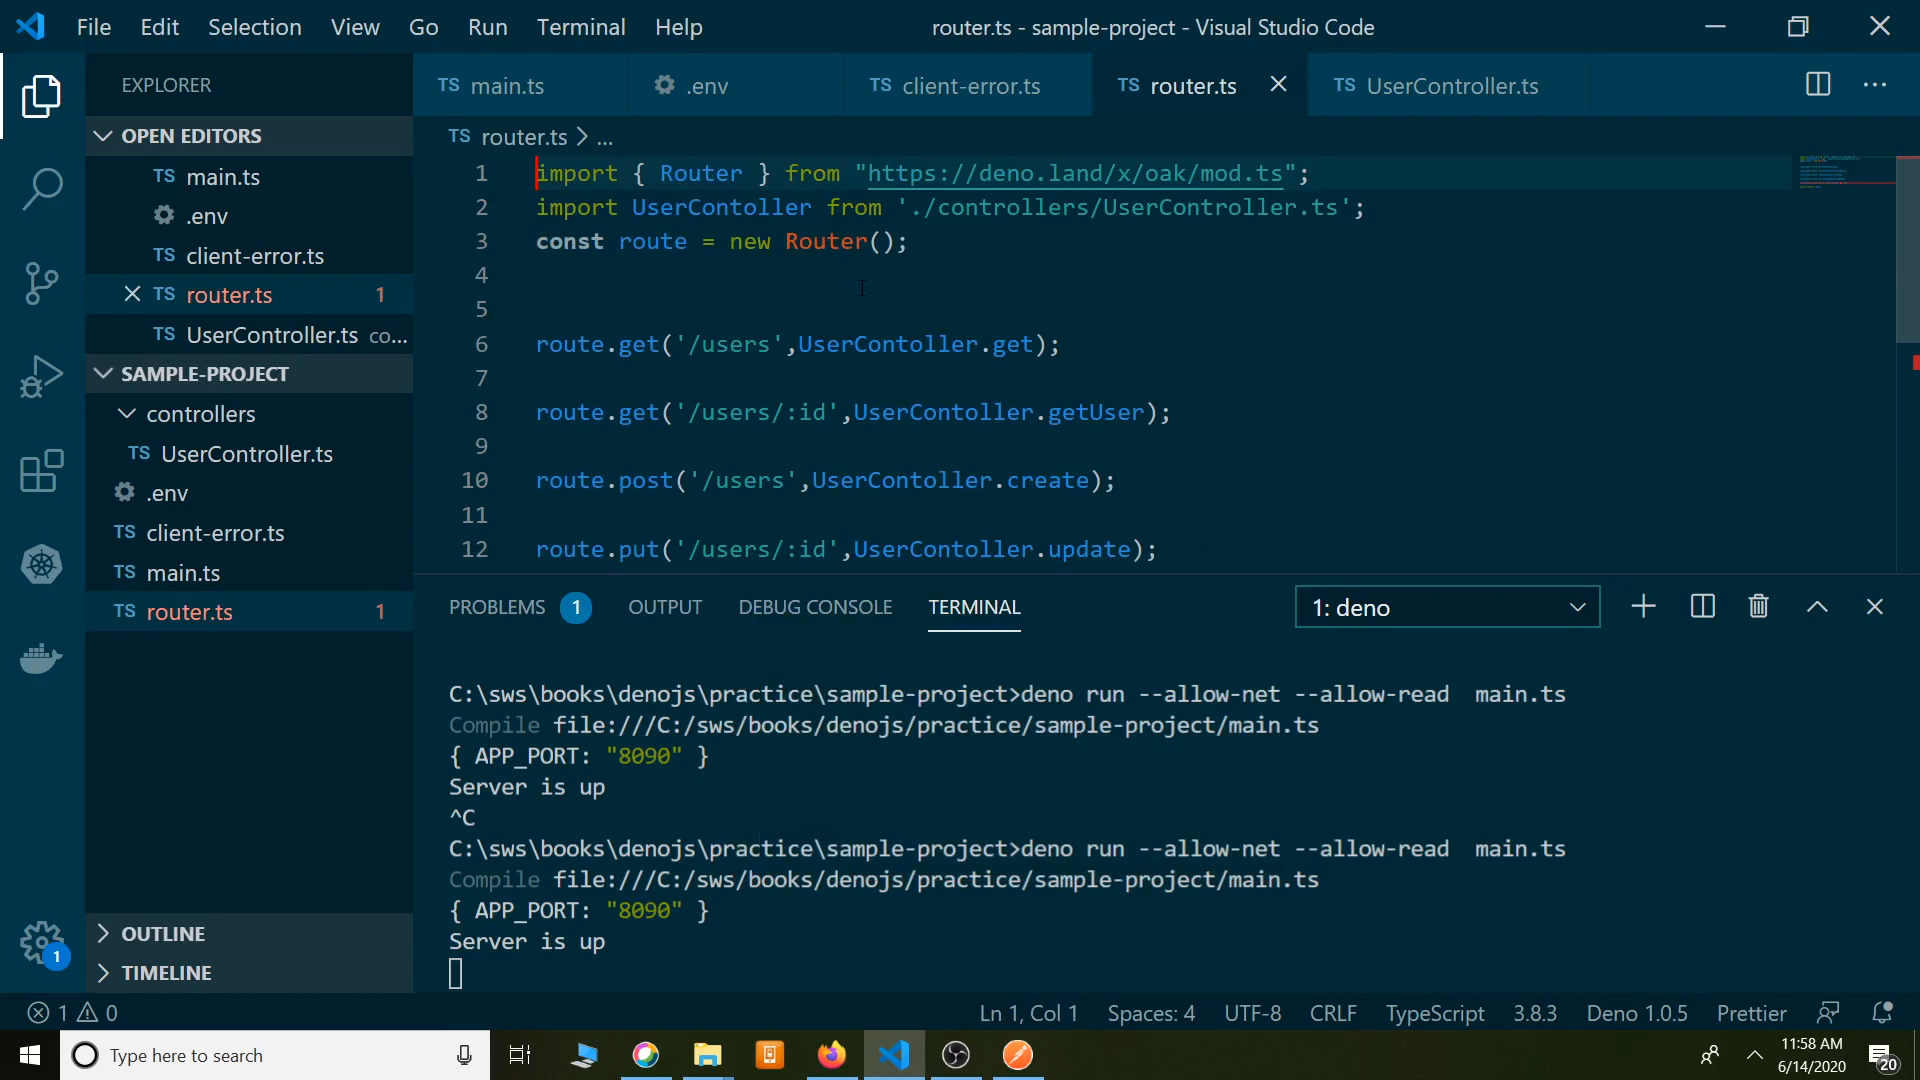 File Edit Selection View Go Run Terminal Help
router.ts - sample-project - Visual Studio Code
EXPLORER
OPEN EDITORS
TS main.ts
.env
TS client-error.ts
TS router.ts 1
TS UserController.ts co...
SAMPLE-PROJECT
controllers
TS UserController.ts
.env
TS client-error.ts
TS main.ts
TS router.ts 1
OUTLINE
TIMELINE
1
TS main.ts
.env
TS client-error.ts
TS router.ts
TS UserController.ts
TS router.ts > ...
1 import { Router } from "https://deno.land/x/oak/mod.ts";
2 import UserContoller from './controllers/UserController.ts';
3 const route = new Router();
4
5
6 route.get('/users',UserContoller.get);
7
8 route.get('/users/:id',UserContoller.getUser);
9
10 route.post('/users',UserContoller.create);
11
12 route.put('/users/:id',UserContoller.update);
PROBLEMS 1 OUTPUT DEBUG CONSOLE TERMINAL 1: deno
C:\sws\books\denojs\practice\sample-project>deno run --allow-net --allow-read  main.ts
Compile file:///C:/sws/books/denojs/practice/sample-project/main.ts
{ APP_PORT: "8090" }
Server is up
^C
C:\sws\books\denojs\practice\sample-project>deno run --allow-net --allow-read  main.ts
Compile file:///C:/sws/books/denojs/practice/sample-project/main.ts
{ APP_PORT: "8090" }
Server is up
1 0 Ln 1, Col 1 Spaces: 4 UTF-8 CRLF TypeScript 3.8.3 Deno 1.0.5 Prettier
Type here to search
11:58 AM
6/14/2020
20